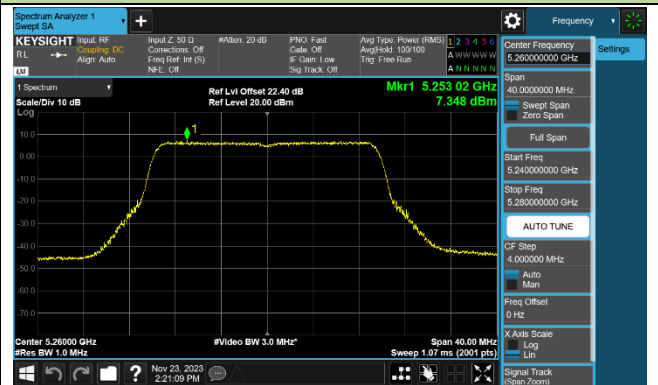 Spectrum Analyzer 1
Swept SA
Frequency
KEYSIGHT
RL
LXI
Input: RF
Coupling: DC
Align: Auto
Input Z: 50 Ω
Corrections: Off
Freq Ref: Int (S)
NFE: Off
#Atten: 20 dB
PNO: Fast
Gate: Off
IF Gain: Low
Sig Track: Off
Avg Type: Power (RMS)
Avg|Hold: 100/100
Trig: Free Run
1 2 3 4 5 6
A W W W W W
A N N N N N
Center Frequency
5.260000000 GHz
Settings
Span
40.0000000 MHz
Swept Span
Zero Span
Full Span
Start Freq
5.240000000 GHz
Stop Freq
5.280000000 GHz
AUTO TUNE
CF Step
4.000000 MHz
Auto
Man
Freq Offset
0 Hz
X Axis Scale
Log
Lin
Signal Track
(Span Zoom)
1 Spectrum
Scale/Div 10 dB
Log
Ref Lvl Offset 22.40 dB
Ref Level 20.00 dBm
Mkr1 5.253 02 GHz
7.348 dBm
1
10.0
0.00
-10.0
-20.0
-30.0
-40.0
-50.0
-60.0
-70.0
Center 5.26000 GHz
#Res BW 1.0 MHz
#Video BW 3.0 MHz*
Span 40.00 MHz
Sweep 1.07 ms (2001 pts)
?
Nov 23, 2023
2:21:09 PM